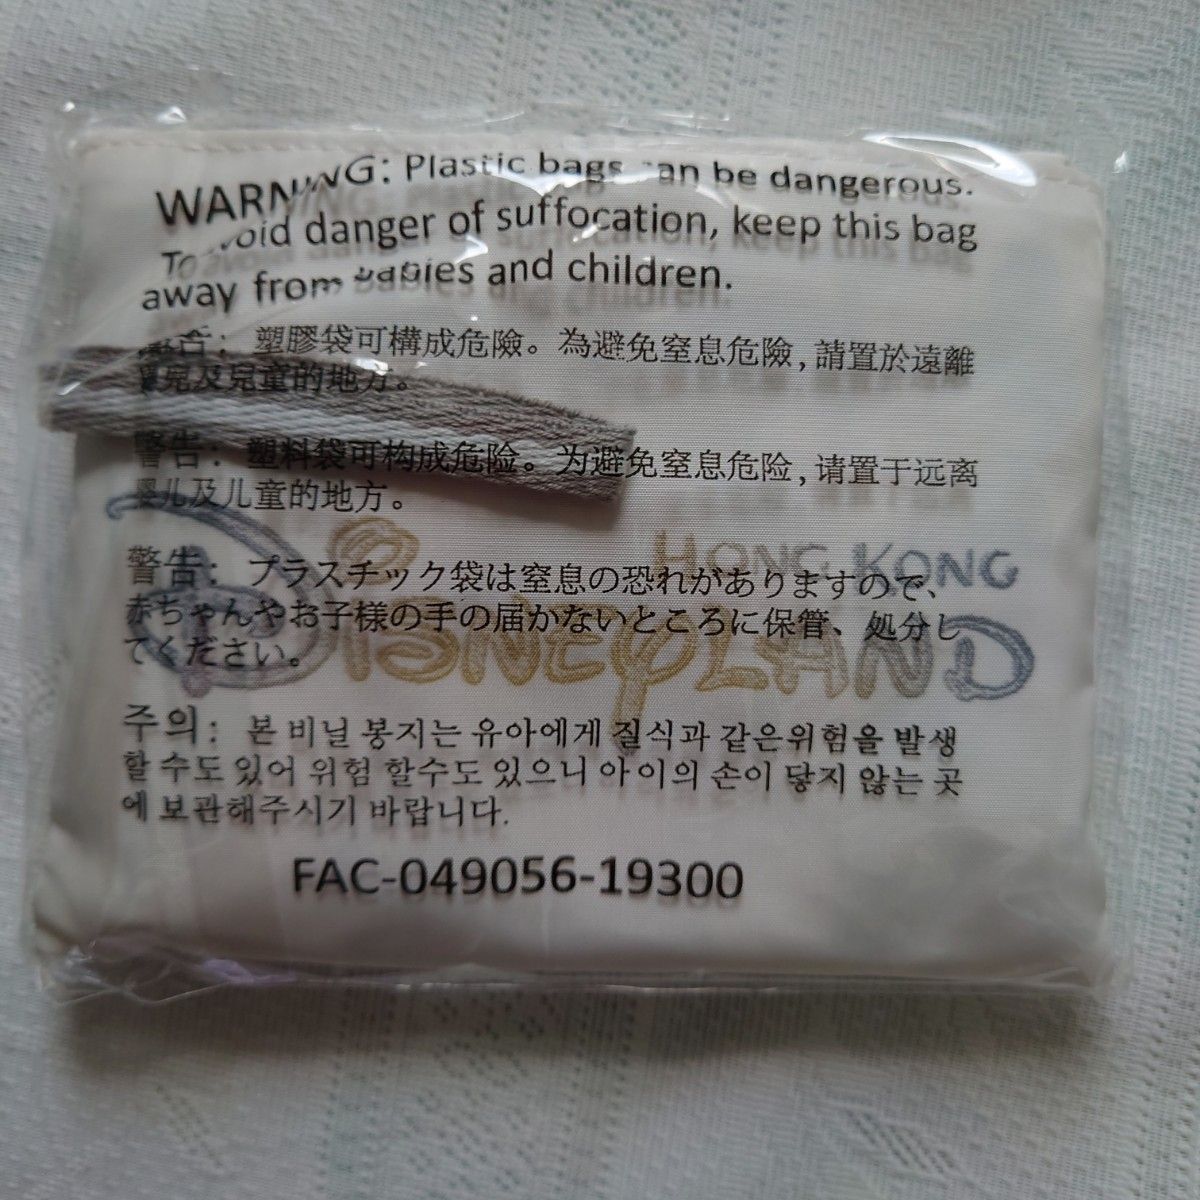 WARNING: Plastic bags can be dangerous.
To avoid danger of suffocation, keep this bag
away from babies and children.
警告：塑膠袋可構成危險。為避免窒息危險,請置於遠離
嬰兒及兒童的地方。
警告：塑料袋可构成危险。为避免窒息危险,请置于远离
婴儿及儿童的地方。
警告：プラスチック袋は窒息の恐れがありますので、
赤ちゃんやお子様の手の届かないところに保管、処分し
てください。
HONG KONG
DISNEYLAND
주의: 본 비닐 봉지는 유아에게 질식과 같은위험을 발생
할 수도 있어 위험 할수도 있으니 아이의 손이 닿지 않는 곳
에 보관해주시기 바랍니다.
FAC-049056-19300